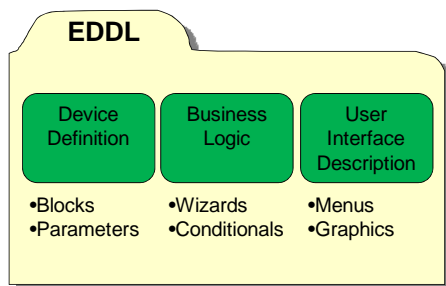 EDDL
Device
Definition
Business
Logic
User
Interface
Description
•Blocks
•Parameters
•Wizards
•Conditionals
•Menus
•Graphics